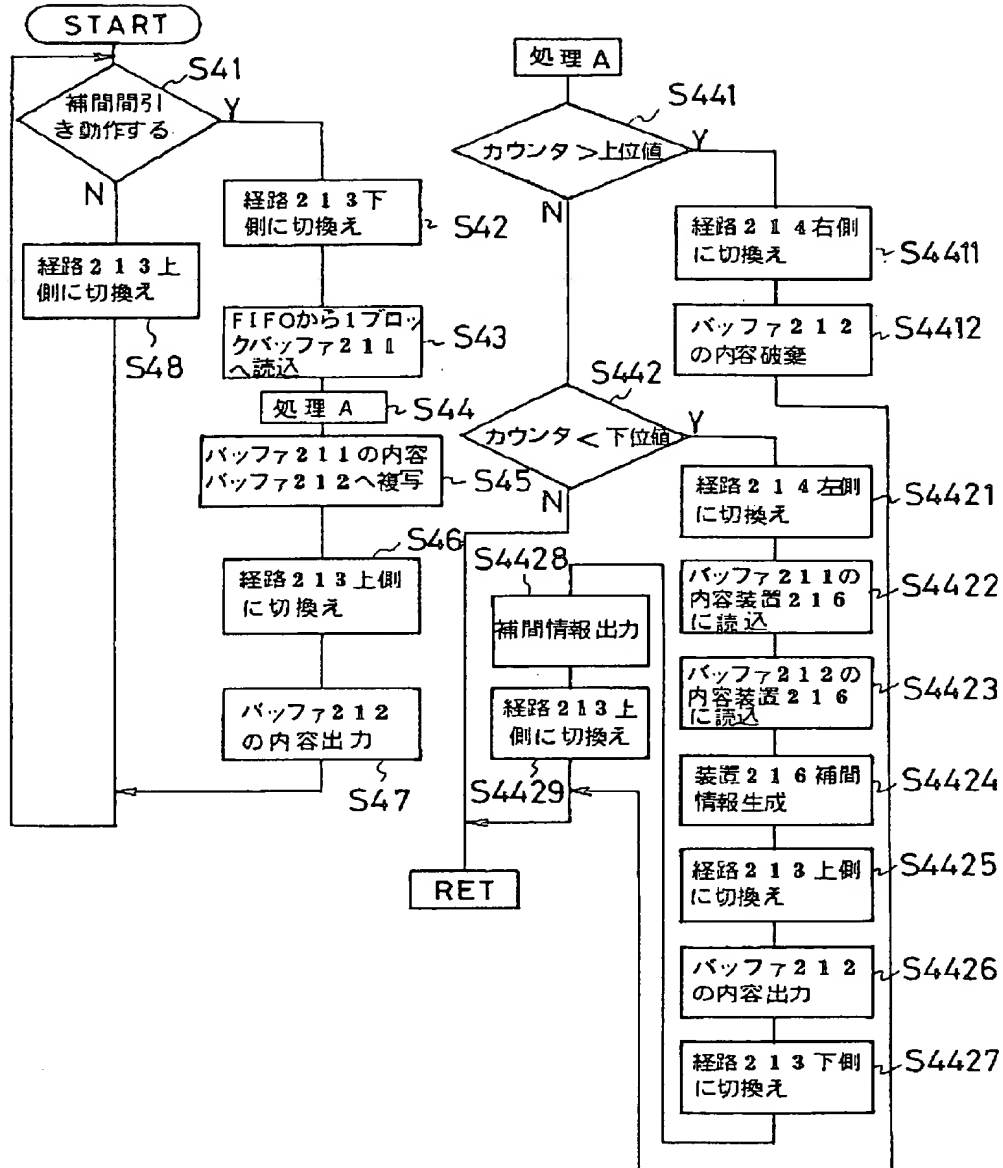 START
S41
補間間引
き動作する
Y
N
経路213下
側に切換え
S42
経路213上
側に切換え
S48
FIFOから1ブロッ
クバッファ211
へ読込
S43
処理A
S44
バッファ211の内容
バッファ212へ複写
S45
S46
経路213上側
に切換え
バッファ212
の内容出力
S47
処理A
S441
カウンタ>上位値
Y
N
経路214右側
に切換え
S4411
バッファ212
の内容破棄
S4412
S442
カウンタ<下位値
Y
N
経路214左側
に切換え
S4421
バッファ211の
内容装置216
に読込
S4422
バッファ212の
内容装置216
に読込
S4423
装置216補間
情報生成
S4424
経路213上側
に切換え
S4425
バッファ212
の内容出力
S4426
経路213下側
に切換え
S4427
S4428
補間情報出力
経路213上
側に切換え
S4429
RET